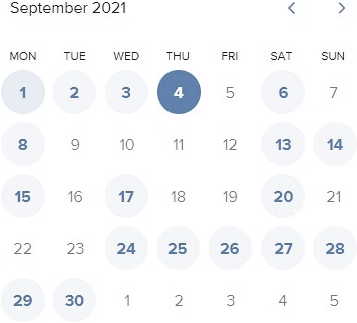 September 2021
MON TUE WED THU FRI SAT SUN
1 2 3 4 5 6 7
8 9 10 11 12 13 14
15 16 17 18 19 20 21
22 23 24 25 26 27 28
29 30 1 2 3 4 5